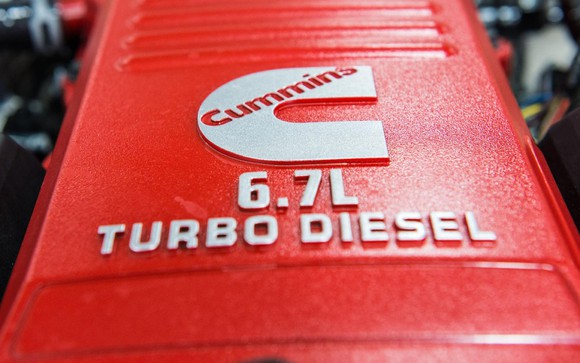 Cummins
6.7L
TURBO DIESEL